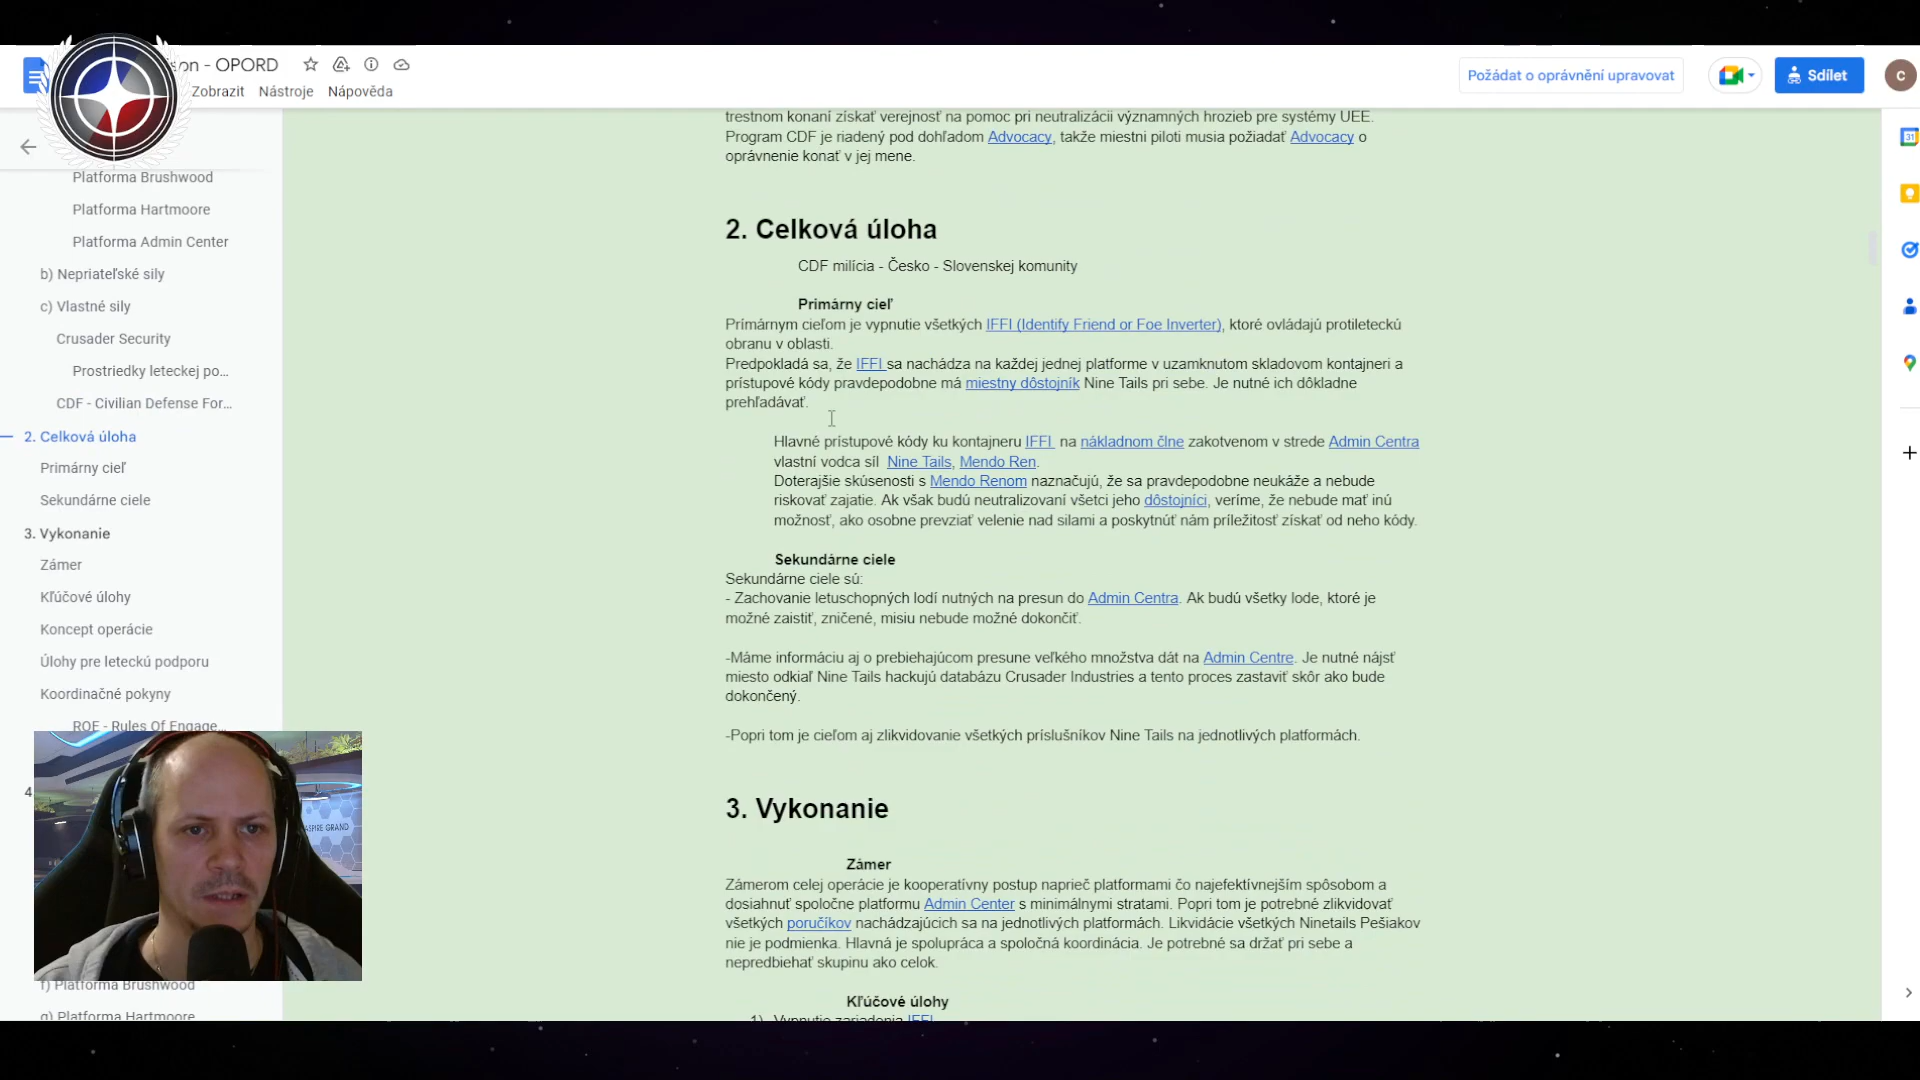 son - OPORD
Zobrazit Nástroje Nápověda
Požádat o oprávnění upravovat
Sdílet
C
Platforma Brushwood
Platforma Hartmoore
Platforma Admin Center
b) Nepriateľské sily
c) Vlastné sily
Crusader Security
Prostriedky leteckej po...
CDF - Civilian Defense For...
2. Celková úloha
Primárny cieľ
Sekundárne ciele
3. Vykonanie
Zámer
Kľúčové úlohy
Koncept operácie
Úlohy pre leteckú podporu
Koordinačné pokyny
ROE - Rules Of Engage...
4
f) Platforma Brushwood
g) Platforma Hartmoore
trestnom konaní získať verejnosť na pomoc pri neutralizácii významných hrozieb pre systémy UEE.
Program CDF je riadený pod dohľadom Advocacy, takže miestni piloti musia požiadať Advocacy o
oprávnenie konať v jej mene.
2. Celková úloha
CDF milícia - Česko - Slovenskej komunity
Primárny cieľ
Prímárnym cieľom je vypnutie všetkých IFFI (Identify Friend or Foe Inverter), ktoré ovládajú protileteckú
obranu v oblasti.
Predpokladá sa, že IFFI sa nachádza na každej jednej platforme v uzamknutom skladovom kontajneri a
prístupové kódy pravdepodobne má miestny dôstojník Nine Tails pri sebe. Je nutné ich dôkladne
prehľadávať.
Hlavné prístupové kódy ku kontajneru IFFI na nákladnom člne zakotvenom v strede Admin Centra
vlastní vodca síl Nine Tails, Mendo Ren.
Doterajšie skúsenosti s Mendo Renom naznačujú, že sa pravdepodobne neukáže a nebude
riskovať zajatie. Ak však budú neutralizovaní všetci jeho dôstojníci, veríme, že nebude mať inú
možnosť, ako osobne prevziať velenie nad silami a poskytnúť nám príležitosť získať od neho kódy.
Sekundárne ciele
Sekundárne ciele sú:
- Zachovanie letuschopných lodí nutných na presun do Admin Centra. Ak budú všetky lode, ktoré je
možné zaistiť, zničené, misiu nebude možné dokončiť.
-Máme informáciu aj o prebiehajúcom presune veľkého množstva dát na Admin Centre. Je nutné nájsť
miesto odkiaľ Nine Tails hackujú databázu Crusader Industries a tento proces zastaviť skôr ako bude
dokončený.
-Popri tom je cieľom aj zlikvidovanie všetkých príslušníkov Nine Tails na jednotlivých platformách.
3. Vykonanie
Zámer
Zámerom celej operácie je kooperatívny postup naprieč platformami čo najefektívnejším spôsobom a
dosiahnuť spoločne platformu Admin Center s minimálnymi stratami. Popri tom je potrebné zlikvidovať
všetkých poručíkov nachádzajúcich sa na jednotlivých platformách. Likvidácie všetkých Ninetails Pešiakov
nie je podmienka. Hlavná je spolupráca a spoločná koordinácia. Je potrebné sa držať pri sebe a
nepredbiehať skupinu ako celok.
Kľúčové úlohy
1) Vypnutie zariadenia IFFI
ASPIRE GRAND
31